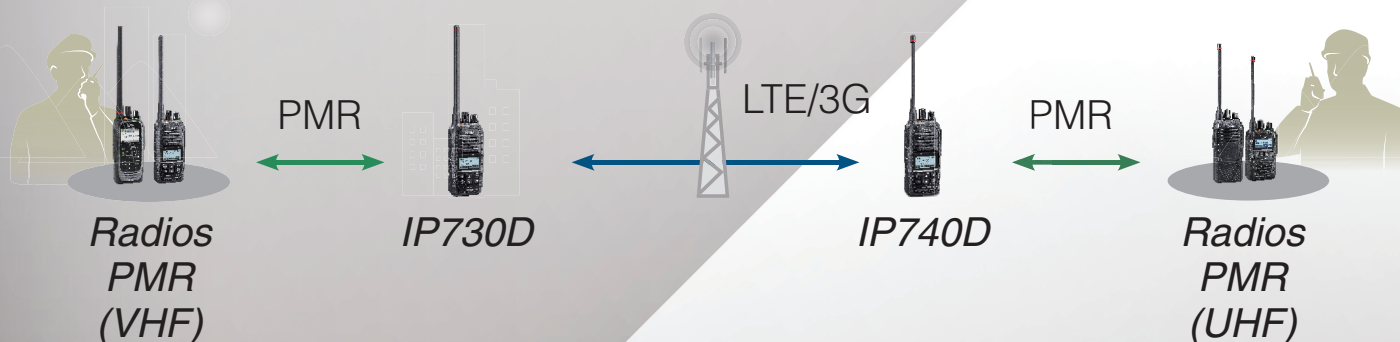 PMR
LTE/3G
PMR
Radios
PMR
(VHF)
IP730D
IP740D
Radios
PMR
(UHF)